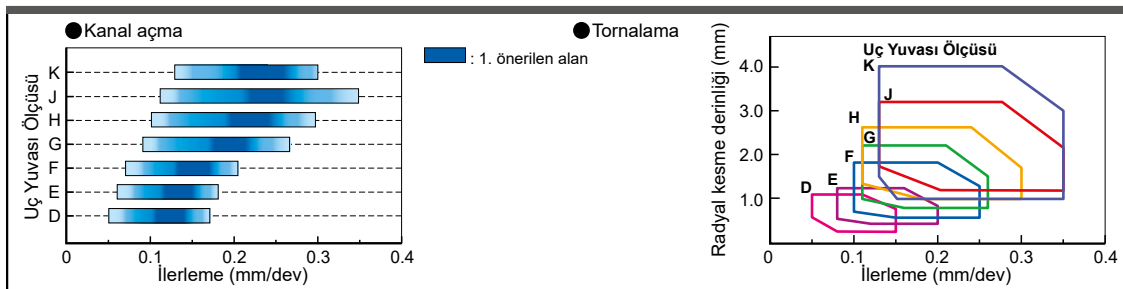 ●Kanal açma
: 1. önerilen alan
Uç Yuvası Ölçüsü
K
J
H
G
F
E
D
0
0.1
0.2
0.3
0.4
İlerleme (mm/dev)
●Tornalama
Uç Yuvası Ölçüsü
Radyal kesme derinliği (mm)
4.0
3.0
2.0
1.0
K
J
H
G
F
E
D
0
0.1
0.2
0.3
0.4
İlerleme (mm/dev)